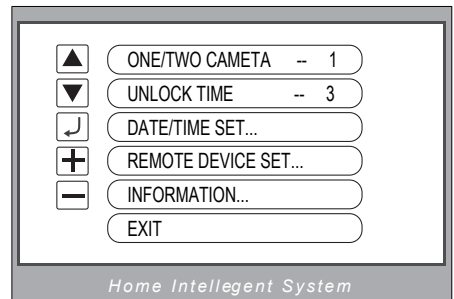 ONE/TWO CAMETA -- 1
UNLOCK TIME -- 3
DATE/TIME SET...
REMOTE DEVICE SET...
INFORMATION...
EXIT
Home Intellegent System